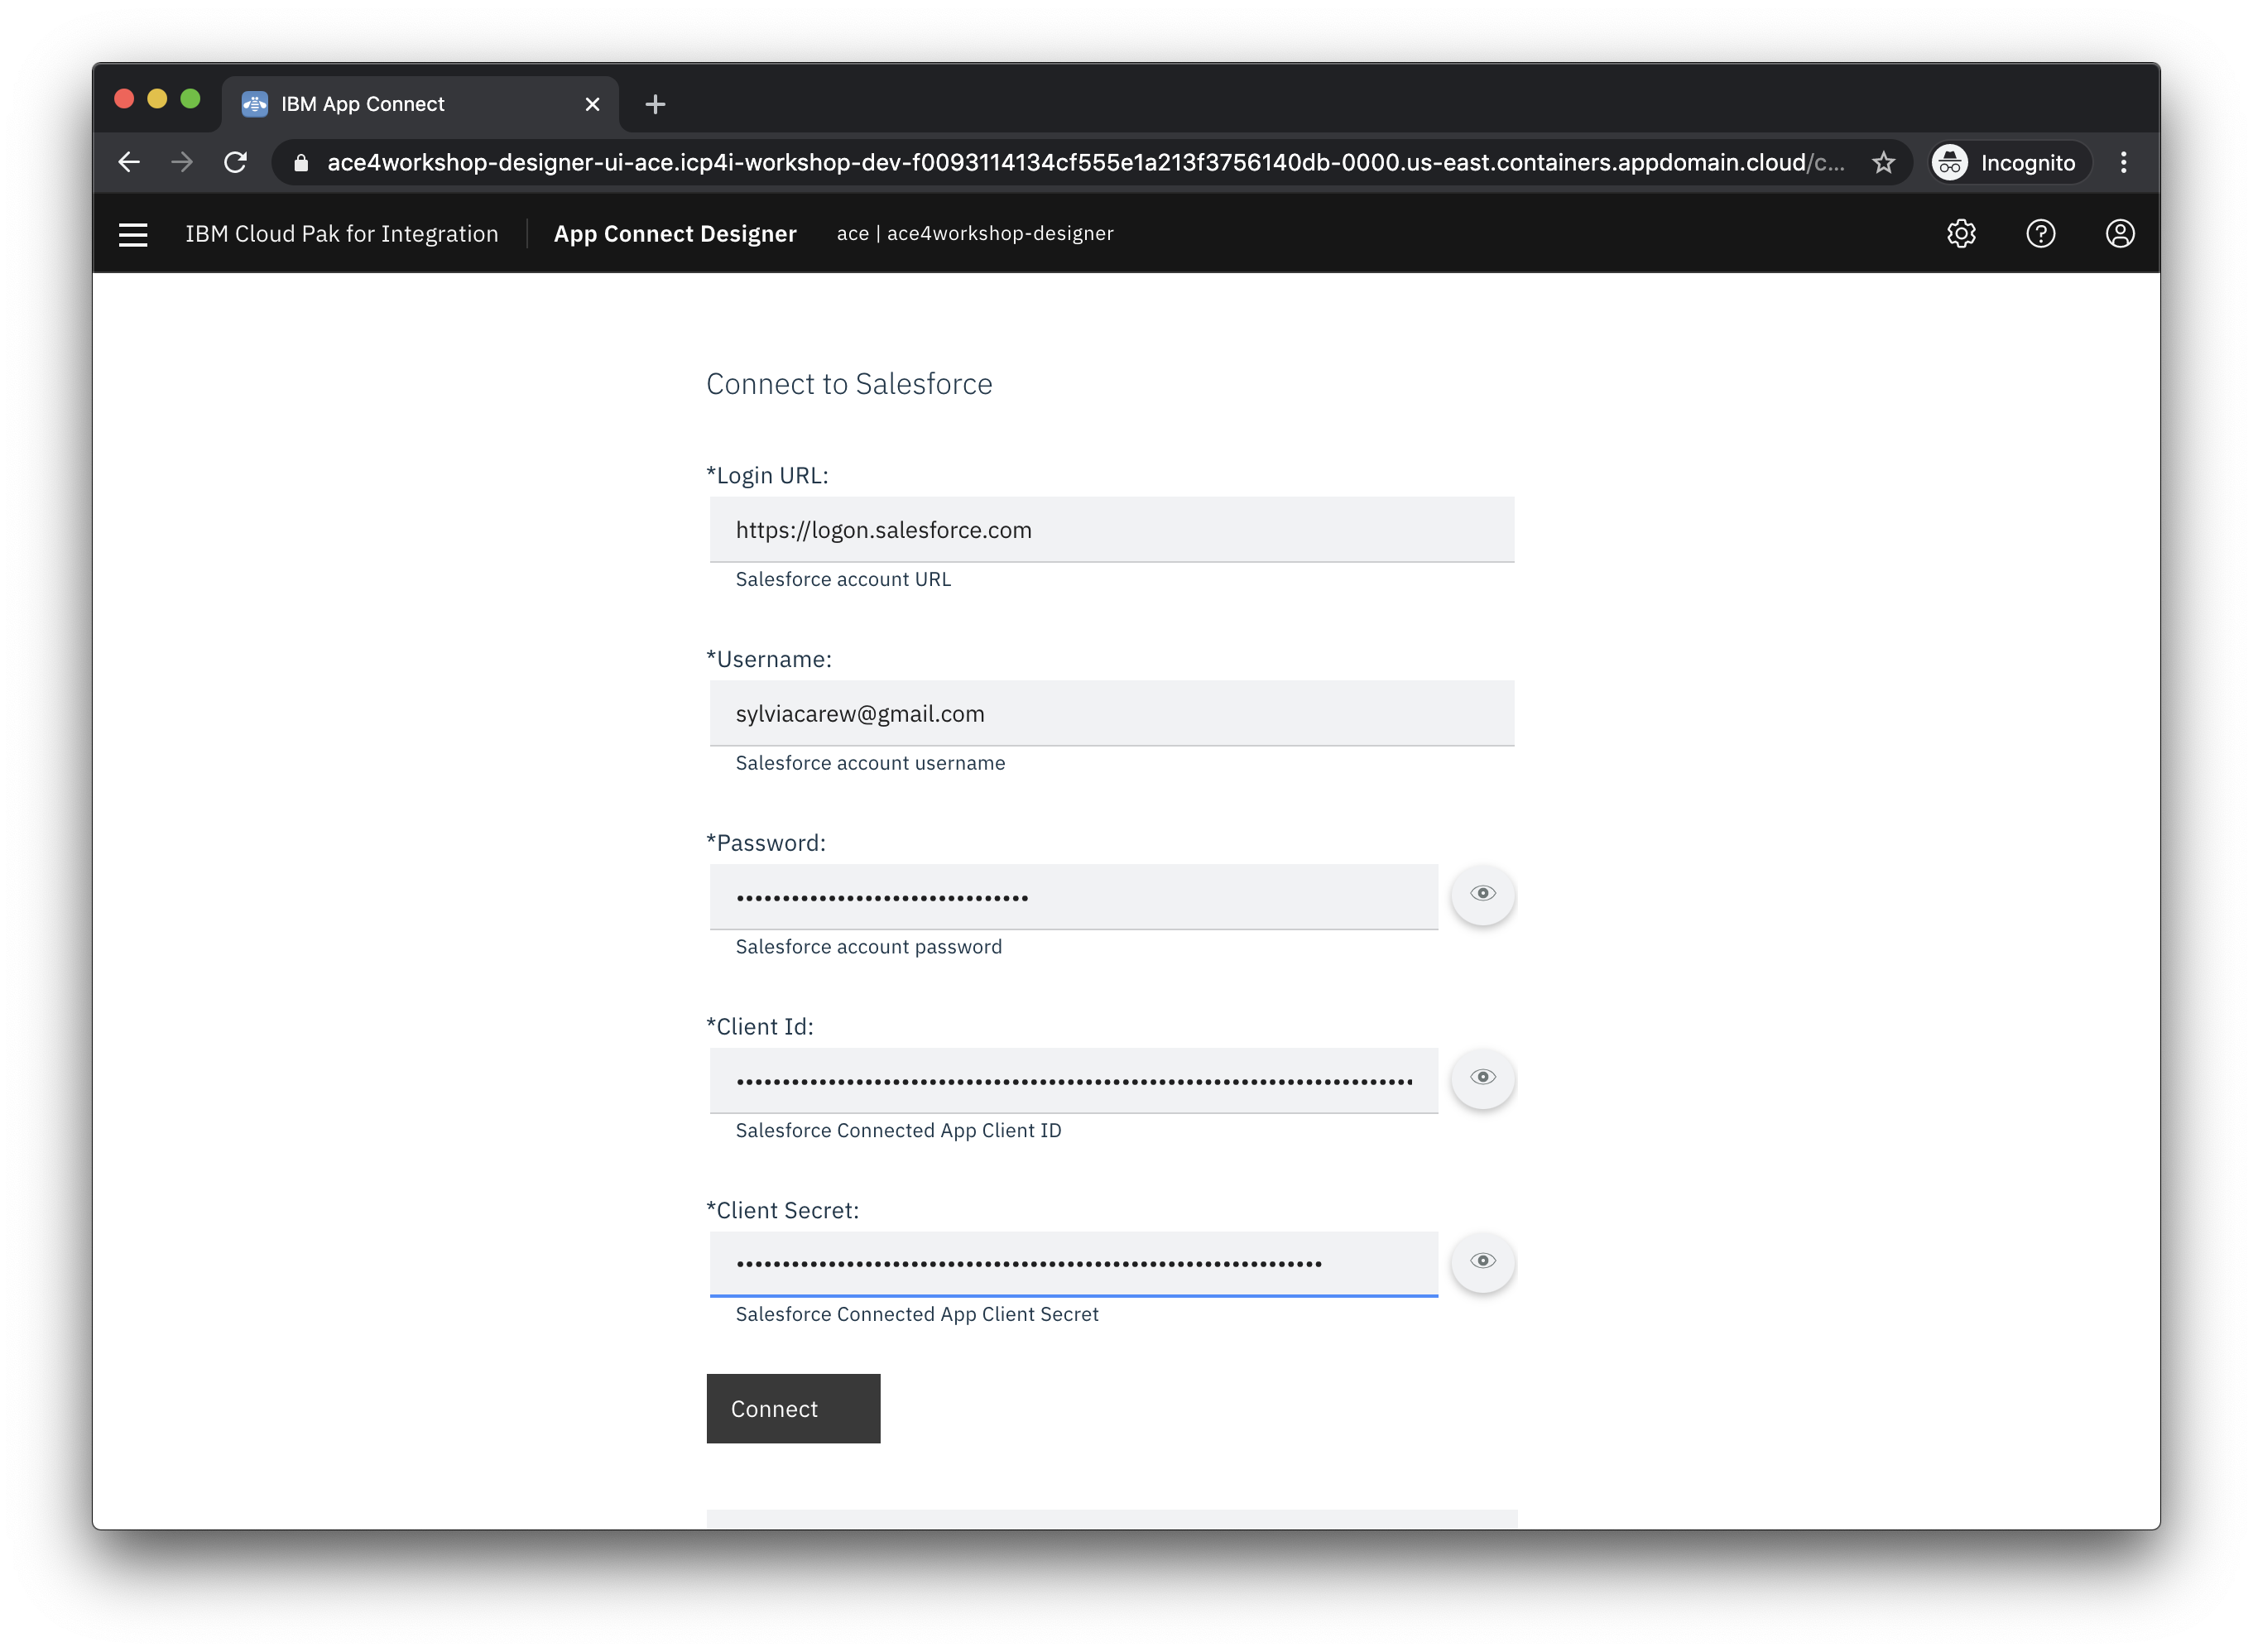 IBM App Connect
ace4workshop-designer-ui-ace.icp4i-workshop-dev-f0093114134cf555e1a213f3756140db-0000.us-east.containers.appdomain.cloud/c...
Incognito
IBM Cloud Pak for Integration
App Connect Designer
ace | ace4workshop-designer
Connect to Salesforce
*Login URL:
https://logon.salesforce.com
Salesforce account URL
*Username:
sylviacarew@gmail.com
Salesforce account username
*Password:
Salesforce account password
*Client Id:
Salesforce Connected App Client ID
*Client Secret:
Salesforce Connected App Client Secret
Connect